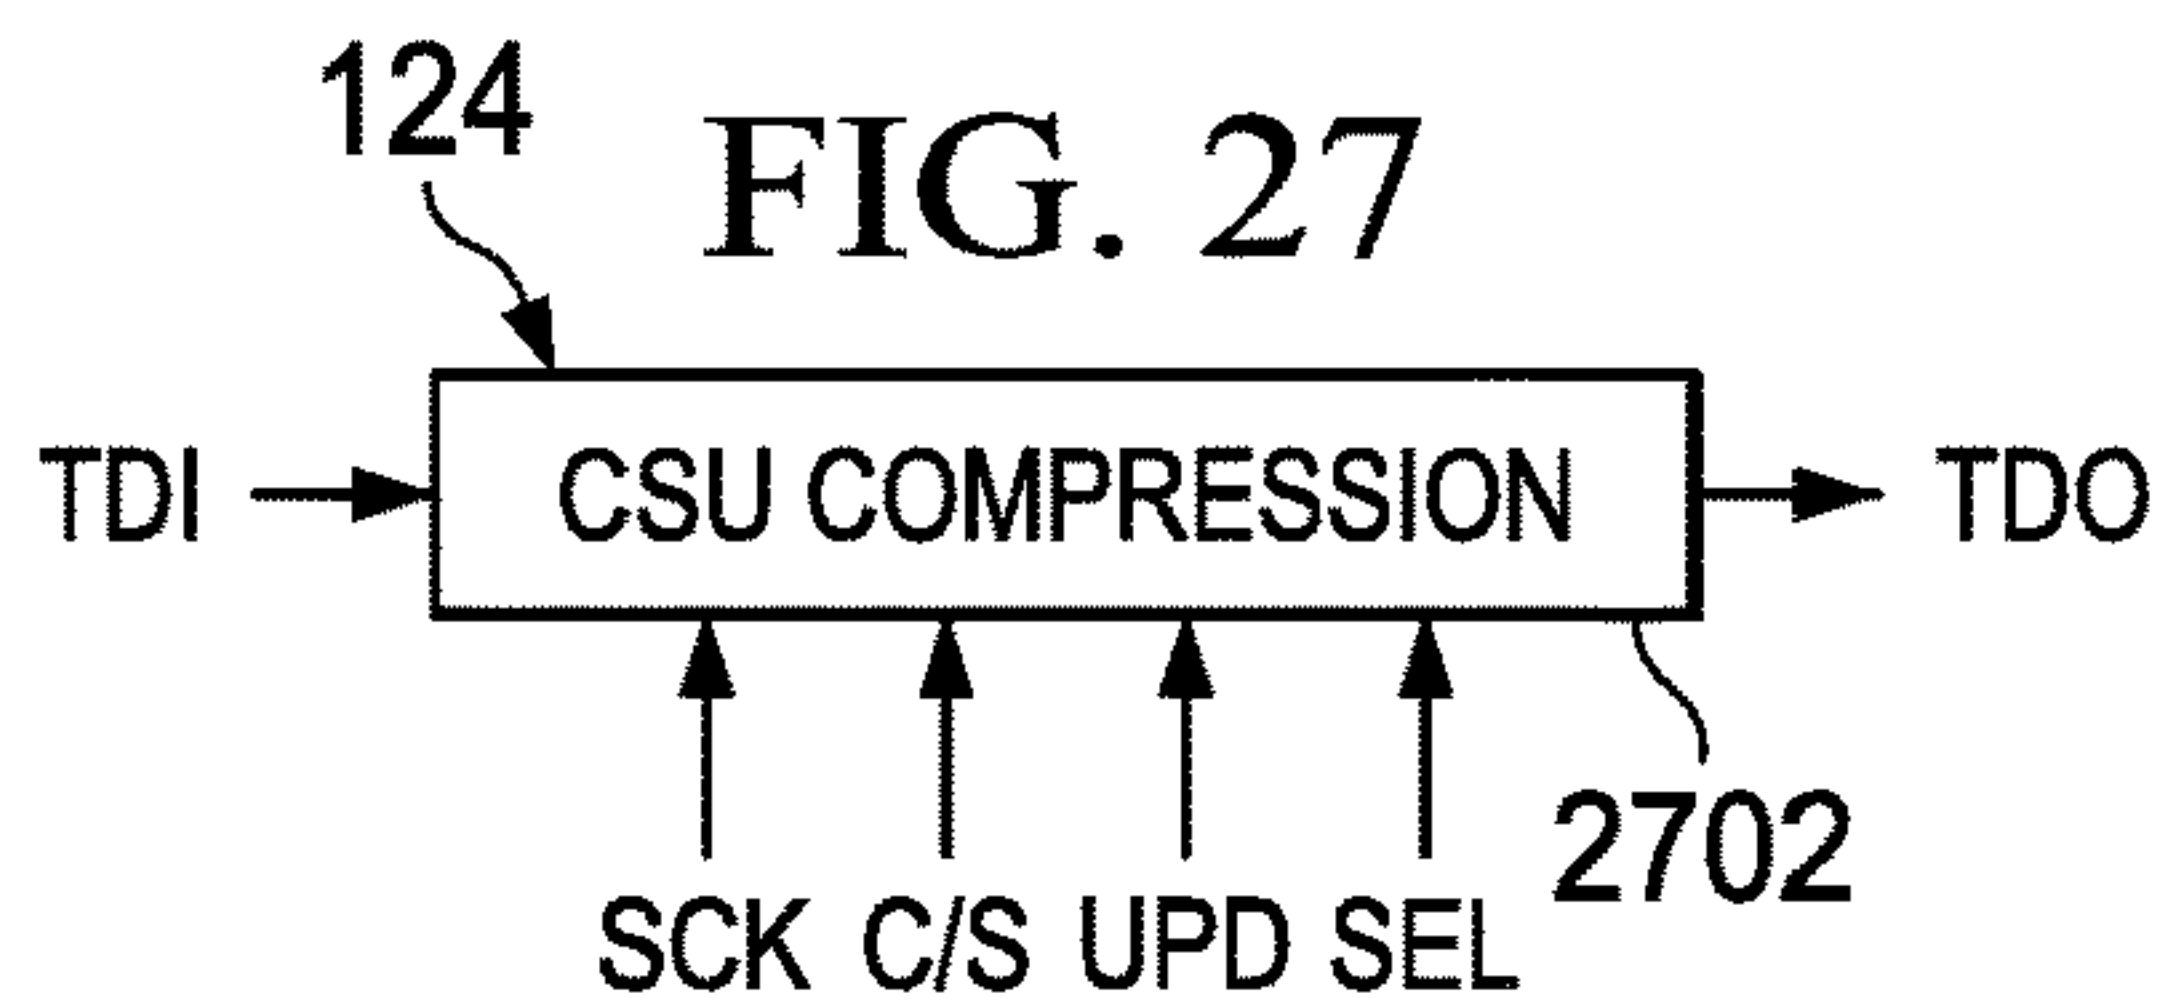 124
FIG. 27
TDI CSU COMPRESSION TDO
2702
SCK C/S UPD SEL